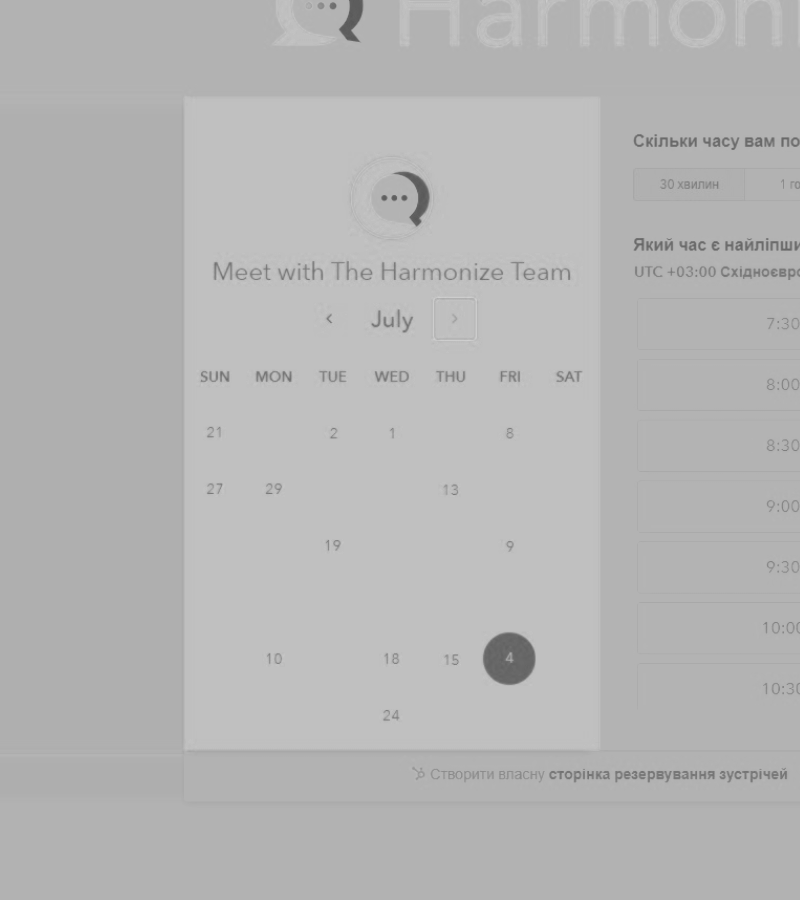 Harmoni
Meet with The Harmonize Team
July
SUN MON TUE WED THU FRI SAT
21 2 1 8
27 29 13
19 9
10 18 15 4
24
Скільки часу вам по
30 хвилин 1 го
Який час є найліпши
UTC +03:00 Східноєвро
7:30
8:00
8:30
9:00
9:30
10:00
10:30
Створити власну сторінка резервування зустрічей